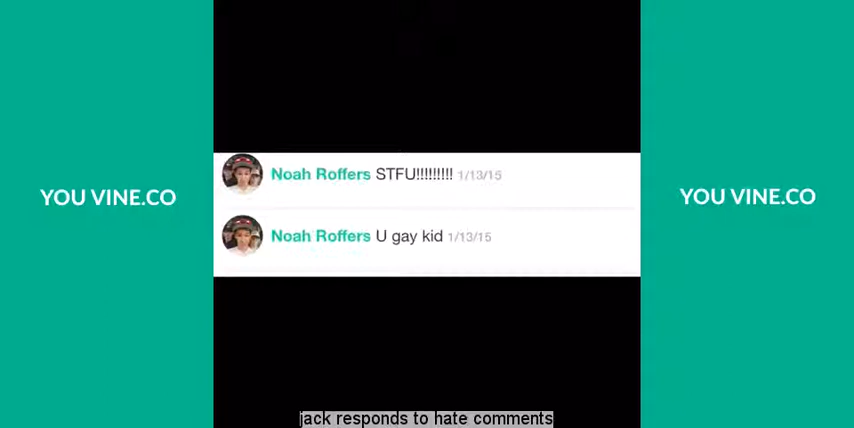 YOU VINE.CO
Noah Roffers STFU!!!!!!!!! 1/13/15
YOU VINE.CO
Noah Roffers U gay kid 1/13/15
jack responds to hate comments